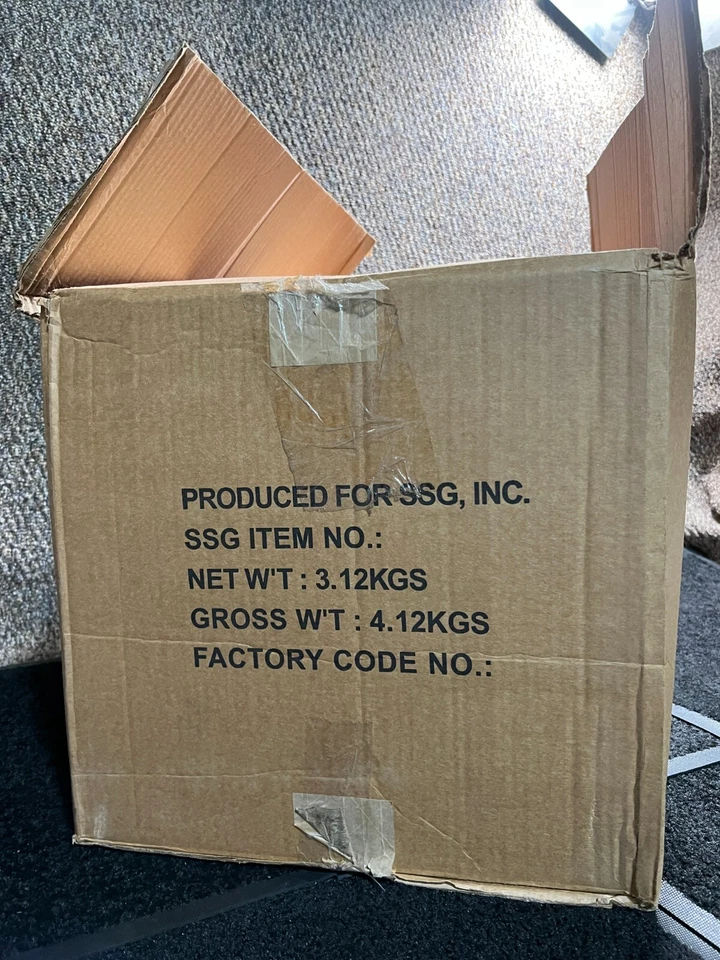 PRODUCED FOR SSG, INC.
SSG ITEM NO.:
NET W'T : 3.12KGS
GROSS W'T : 4.12KGS
FACTORY CODE NO.: